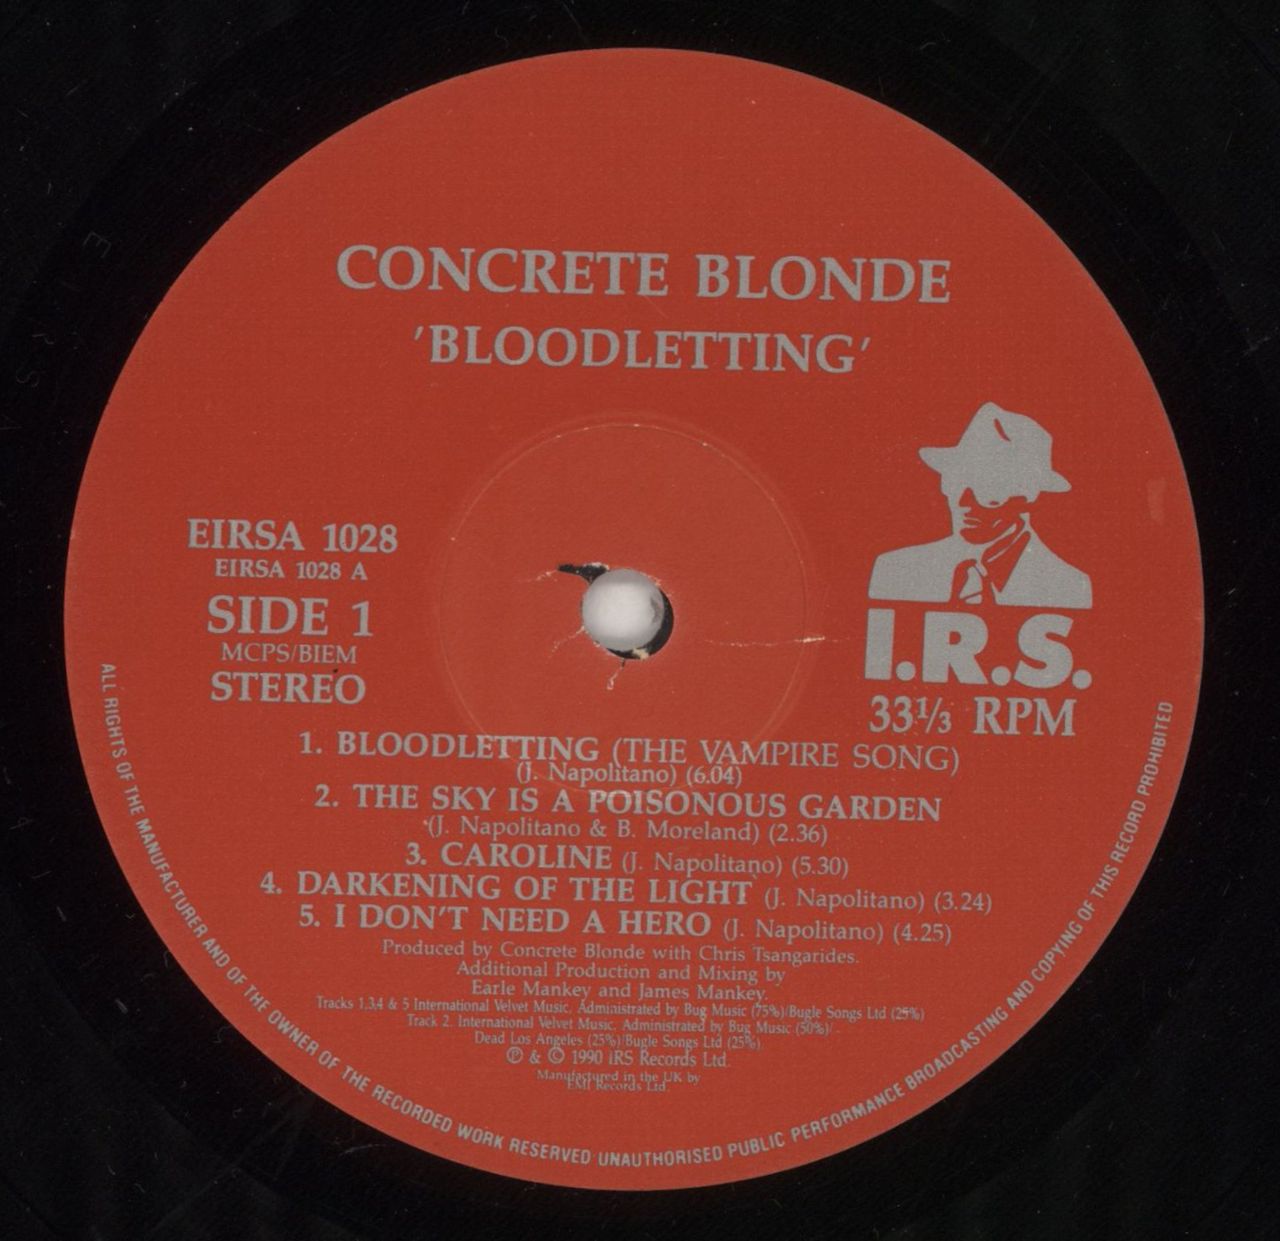 CONCRETE BLONDE
'BLOODLETTING'
EIRSA 1028
EIRSA 1028 A
SIDE 1
MCPS/BIEM
STEREO
I.R.S.
33 1/3 RPM
1. BLOODLETTING (THE VAMPIRE SONG)
(J. Napolitano) (6.04)
2. THE SKY IS A POISONOUS GARDEN
(J. Napolitano & B. Moreland) (2.36)
3. CAROLINE (J. Napolitano) (5.30)
4. DARKENING OF THE LIGHT (J. Napolitano) (3.24)
5. I DON'T NEED A HERO (J. Napolitano) (4.25)
Produced by Concrete Blonde with Chris Tsangarides.
Additional Production and Mixing by
Earle Mankey and James Mankey.
Tracks 1,3,4 & 5 International Velvet Music, Administrated by Bug Music (75%)/Bugle Songs Ltd (25%)
Track 2. International Velvet Music, Administrated by Bug Music (50%)/
Dead Los Angeles (25%)/Bugle Songs Ltd (25%).
℗ & © 1990 IRS Records Ltd.
Manufactured in the UK by
EMI Records Ltd.
ALL RIGHTS OF THE MANUFACTURER AND OF THE OWNER OF THE RECORDED WORK RESERVED UNAUTHORISED PUBLIC PERFORMANCE BROADCASTING AND COPYING OF THIS RECORD PROHIBITED